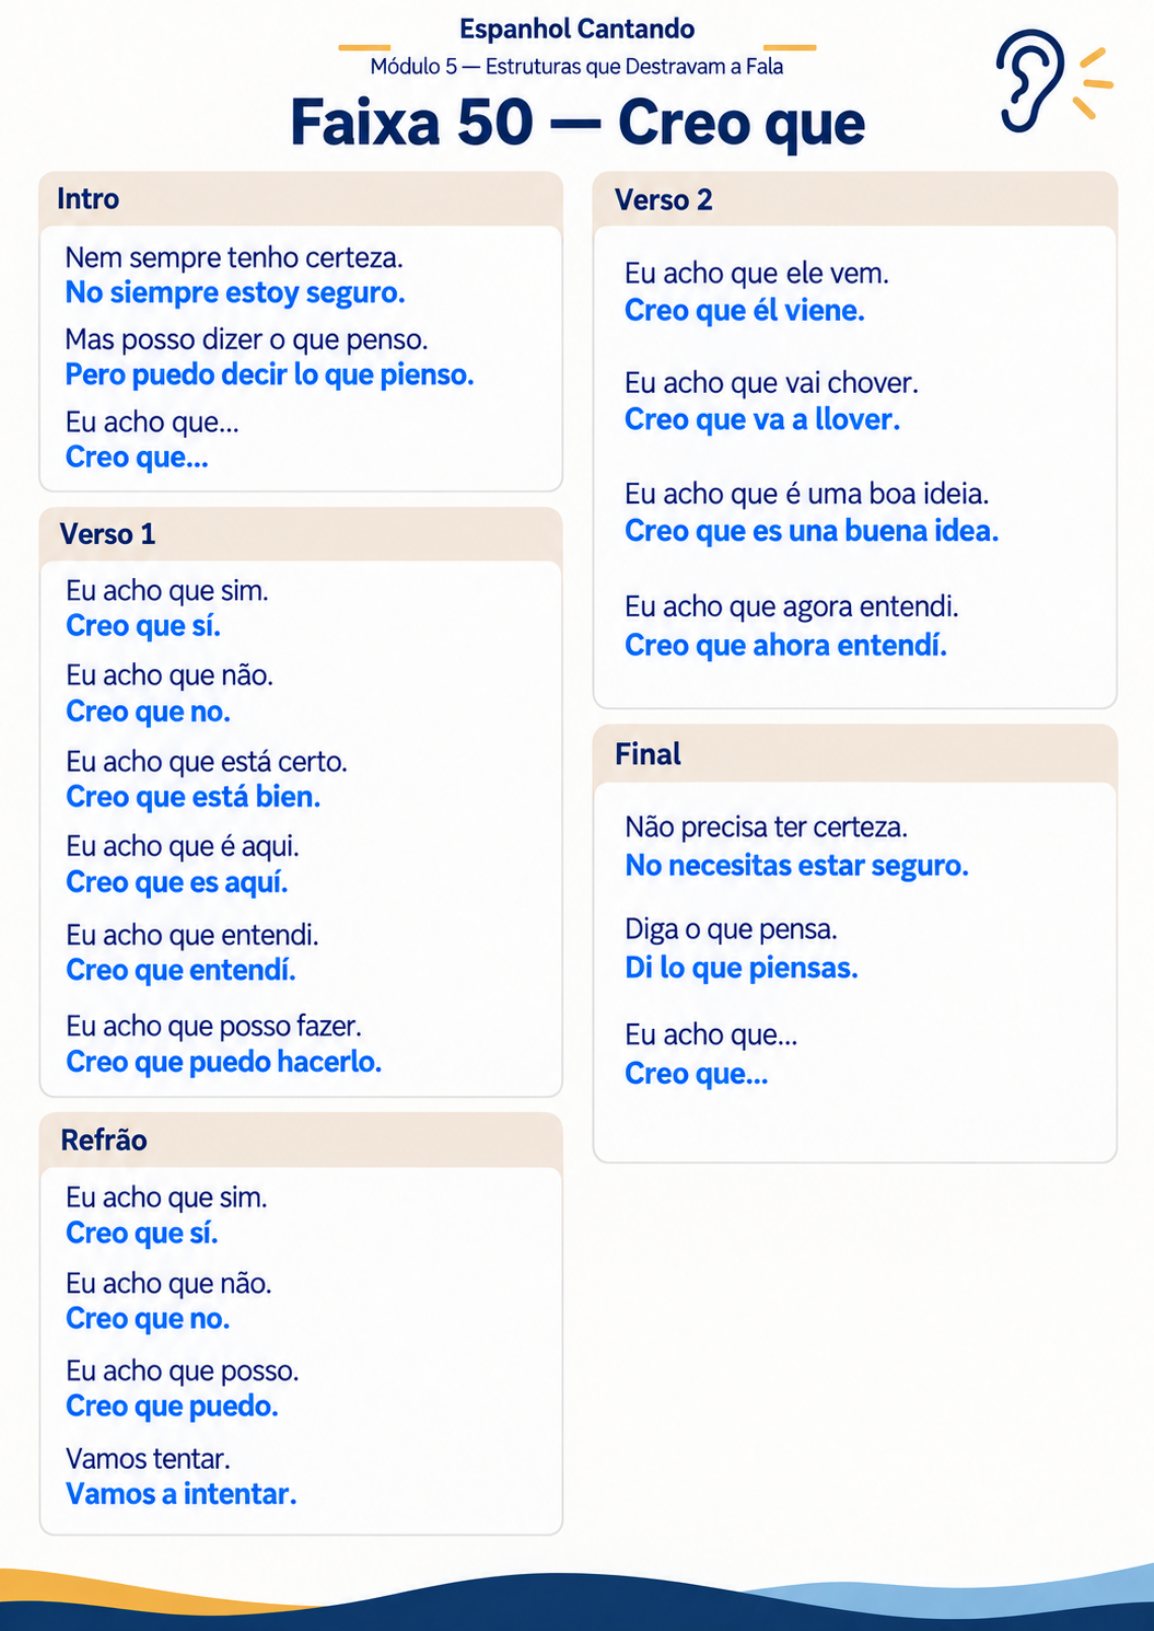 Espanhol Cantando
Módulo 5 — Estruturas que Destravam a Fala
Faixa 50 — Creo que
Intro
Nem sempre tenho certeza.
No siempre estoy seguro.
Mas posso dizer o que penso.
Pero puedo decir lo que pienso.
Eu acho que...
Creo que...
Verso 1
Eu acho que sim.
Creo que sí.
Eu acho que não.
Creo que no.
Eu acho que está certo.
Creo que está bien.
Eu acho que é aqui.
Creo que es aquí.
Eu acho que entendi.
Creo que entendí.
Eu acho que posso fazer.
Creo que puedo hacerlo.
Refrão
Eu acho que sim.
Creo que sí.
Eu acho que não.
Creo que no.
Eu acho que posso.
Creo que puedo.
Vamos tentar.
Vamos a intentar.
Verso 2
Eu acho que ele vem.
Creo que él viene.
Eu acho que vai chover.
Creo que va a llover.
Eu acho que é uma boa ideia.
Creo que es una buena idea.
Eu acho que agora entendi.
Creo que ahora entendí.
Final
Não precisa ter certeza.
No necesitas estar seguro.
Diga o que pensa.
Di lo que piensas.
Eu acho que...
Creo que...